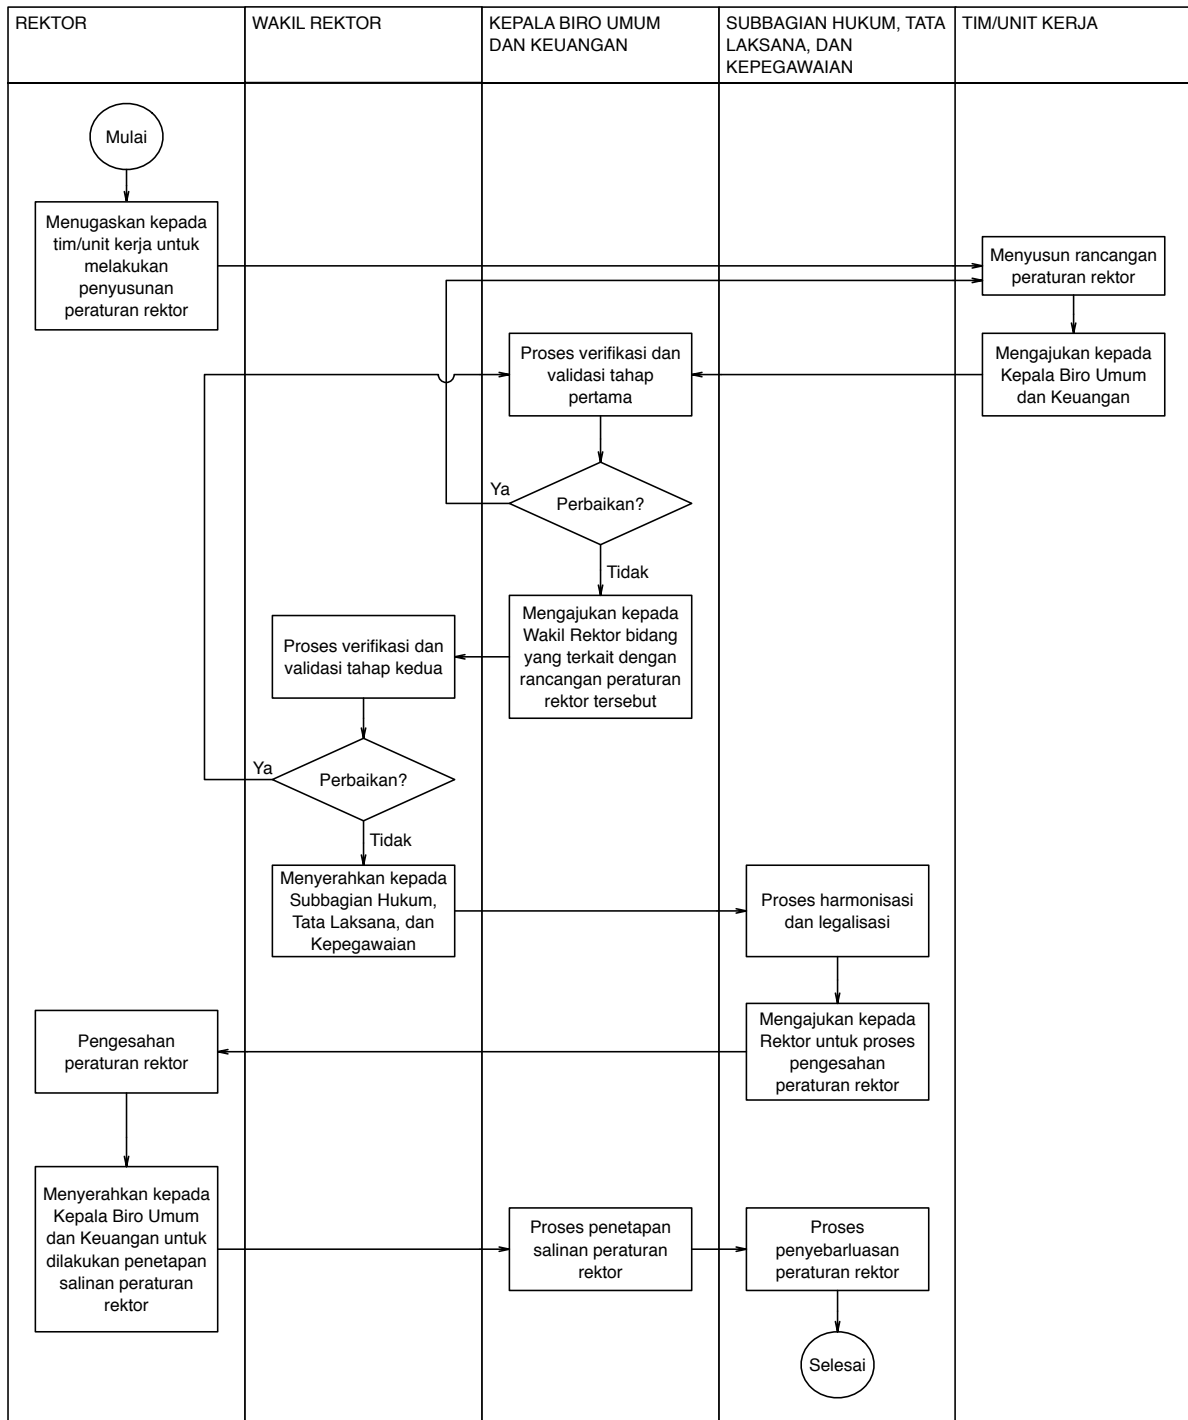 REKTOR
WAKIL REKTOR
KEPALA BIRO UMUM
DAN KEUANGAN
SUBBAGIAN HUKUM, TATA
LAKSANA, DAN
KEPEGAWAIAN
TIM/UNIT KERJA
Mulai
Menugaskan kepada
tim/unit kerja untuk
melakukan
penyusunan
peraturan rektor
Menyusun rancangan
peraturan rektor
Mengajukan kepada
Kepala Biro Umum
dan Keuangan
Proses verifikasi dan
validasi tahap
pertama
Ya
Perbaikan?
Tidak
Mengajukan kepada
Wakil Rektor bidang
yang terkait dengan
rancangan peraturan
rektor tersebut
Proses verifikasi dan
validasi tahap kedua
Ya
Perbaikan?
Tidak
Menyerahkan kepada
Subbagian Hukum,
Tata Laksana, dan
Kepegawaian
Proses harmonisasi
dan legalisasi
Mengajukan kepada
Rektor untuk proses
pengesahan
peraturan rektor
Pengesahan
peraturan rektor
Menyerahkan kepada
Kepala Biro Umum
dan Keuangan untuk
dilakukan penetapan
salinan peraturan
rektor
Proses penetapan
salinan peraturan
rektor
Proses
penyebarluasan
peraturan rektor
Selesai